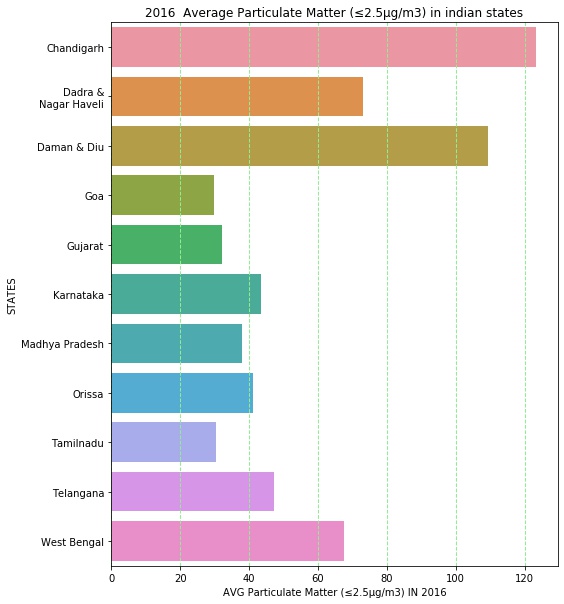 2016  Average Particulate Matter (≤2.5μg/m3) in indian states
STATES
Chandigarh
Dadra &
Nagar Haveli
Daman & Diu
Goa
Gujarat
Karnataka
Madhya Pradesh
Orissa
Tamilnadu
Telangana
West Bengal
0 20 40 60 80 100 120
AVG Particulate Matter (≤2.5μg/m3) IN 2016